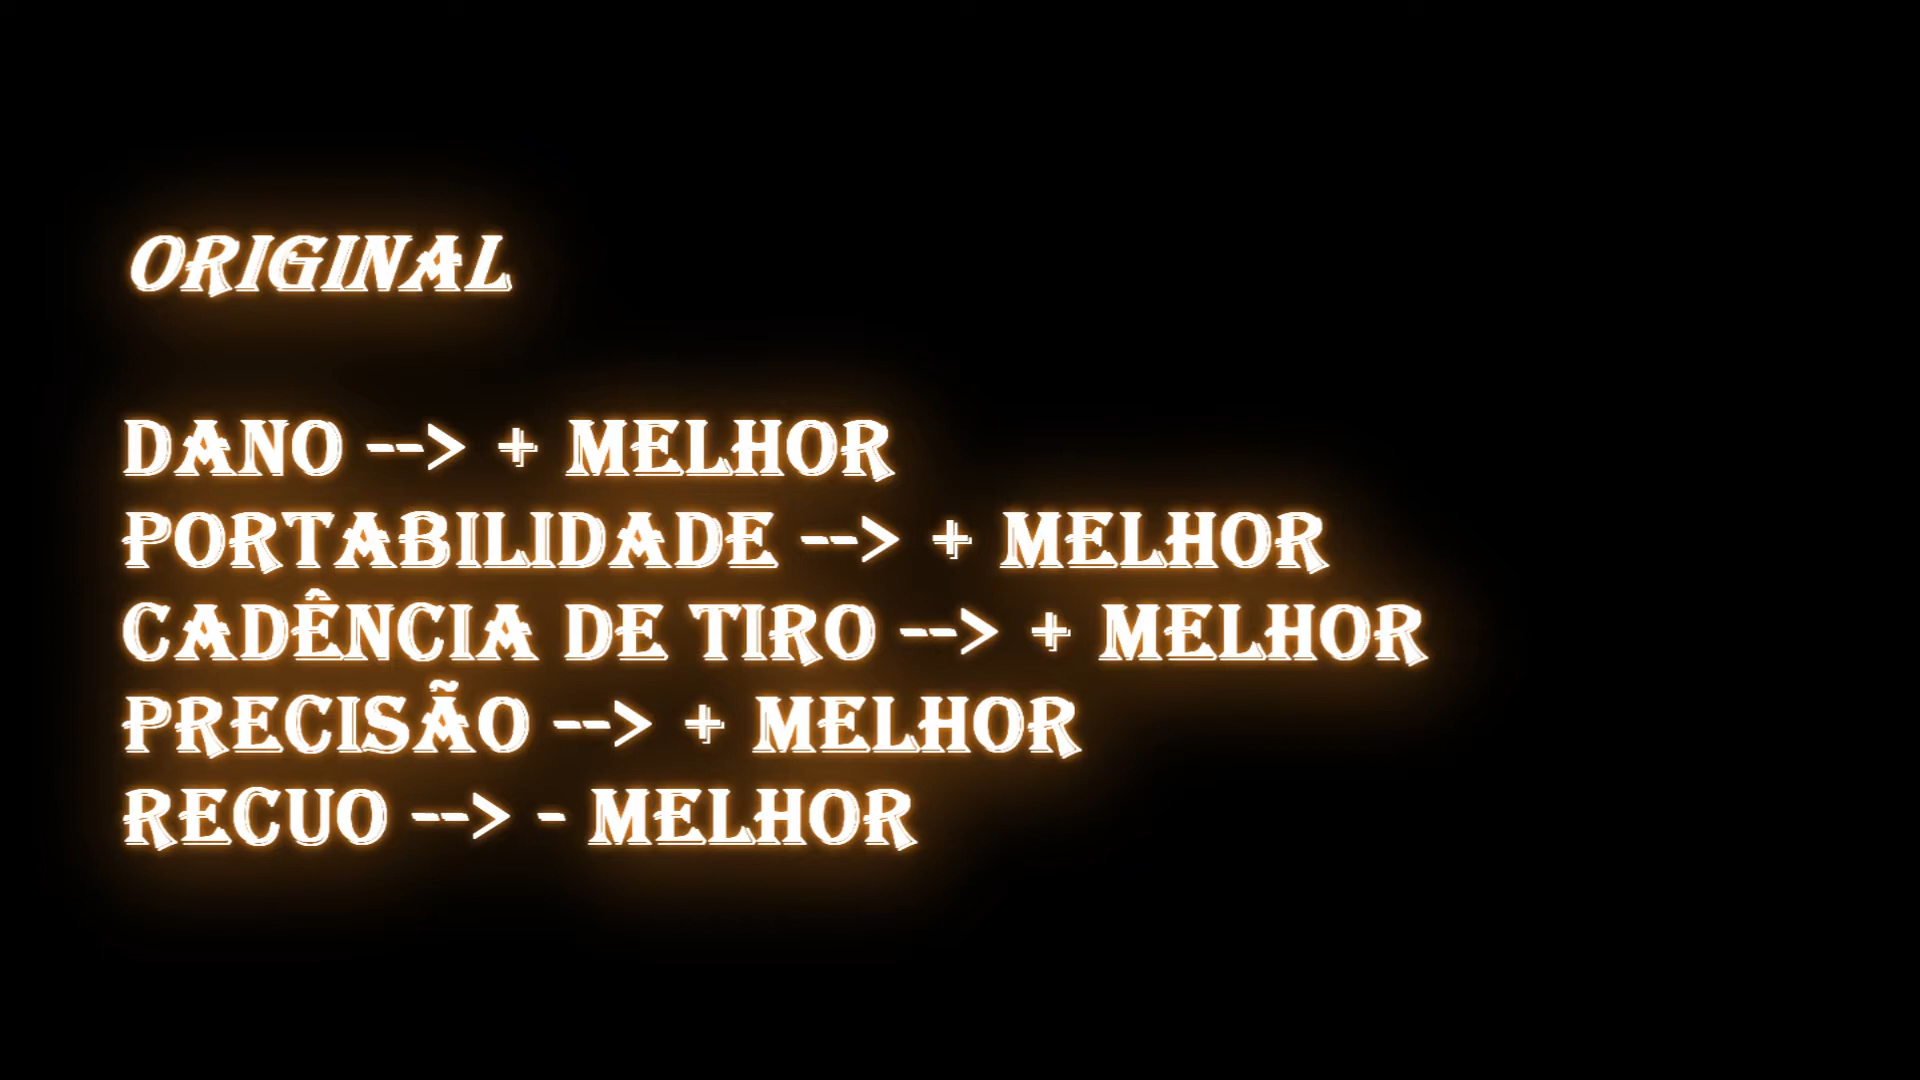 ORIGINAL
DANO --> + MELHOR
PORTABILIDADE --> + MELHOR
CADÊNCIA DE TIRO --> + MELHOR
PRECISÃO --> + MELHOR
RECUO --> - MELHOR